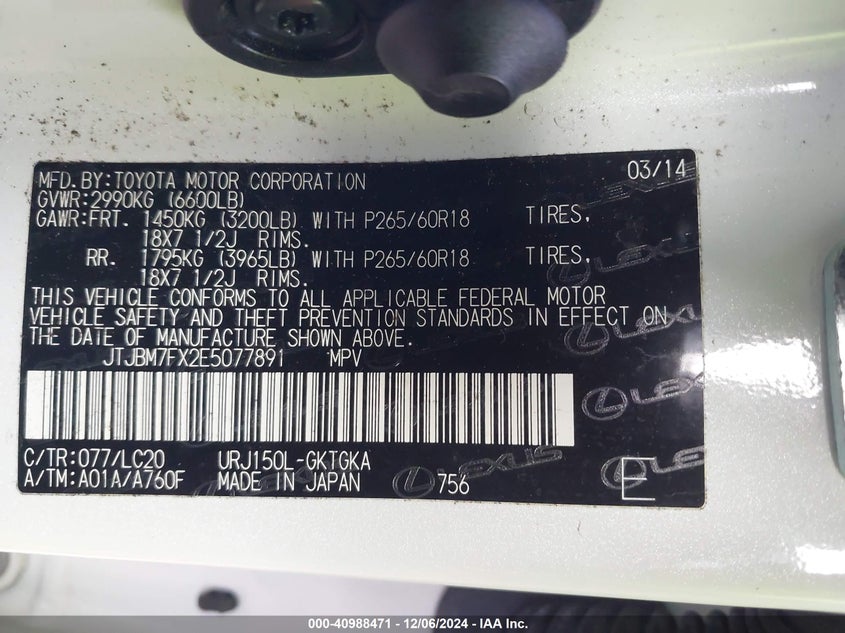 MFD.BY:TOYOTA MOTOR CORPORATION 03/14
GVWR:2990KG (6600LB)
GAWR:FRT. 1450KG (3200LB) WITH P265/60R18 TIRES,
18X7 1/2J RIMS.
RR. 1795KG (3965LB) WITH P265/60R18 TIRES,
18X7 1/2J RIMS.
THIS VEHICLE CONFORMS TO ALL APPLICABLE FEDERAL MOTOR
VEHICLE SAFETY AND THEFT PREVENTION STANDARDS IN EFFECT ON
THE DATE OF MANUFACTURE SHOWN ABOVE.
JTJBM7FX2E5077891 MPV
C/TR:077/LC20 URJ150L-GKTGKA
A/TM:A01A/A760F MADE IN JAPAN 756 E
LEXUS
LEXUS
LEXUS
LEXUS
000-40988471 - 12/06/2024 - IAA Inc.